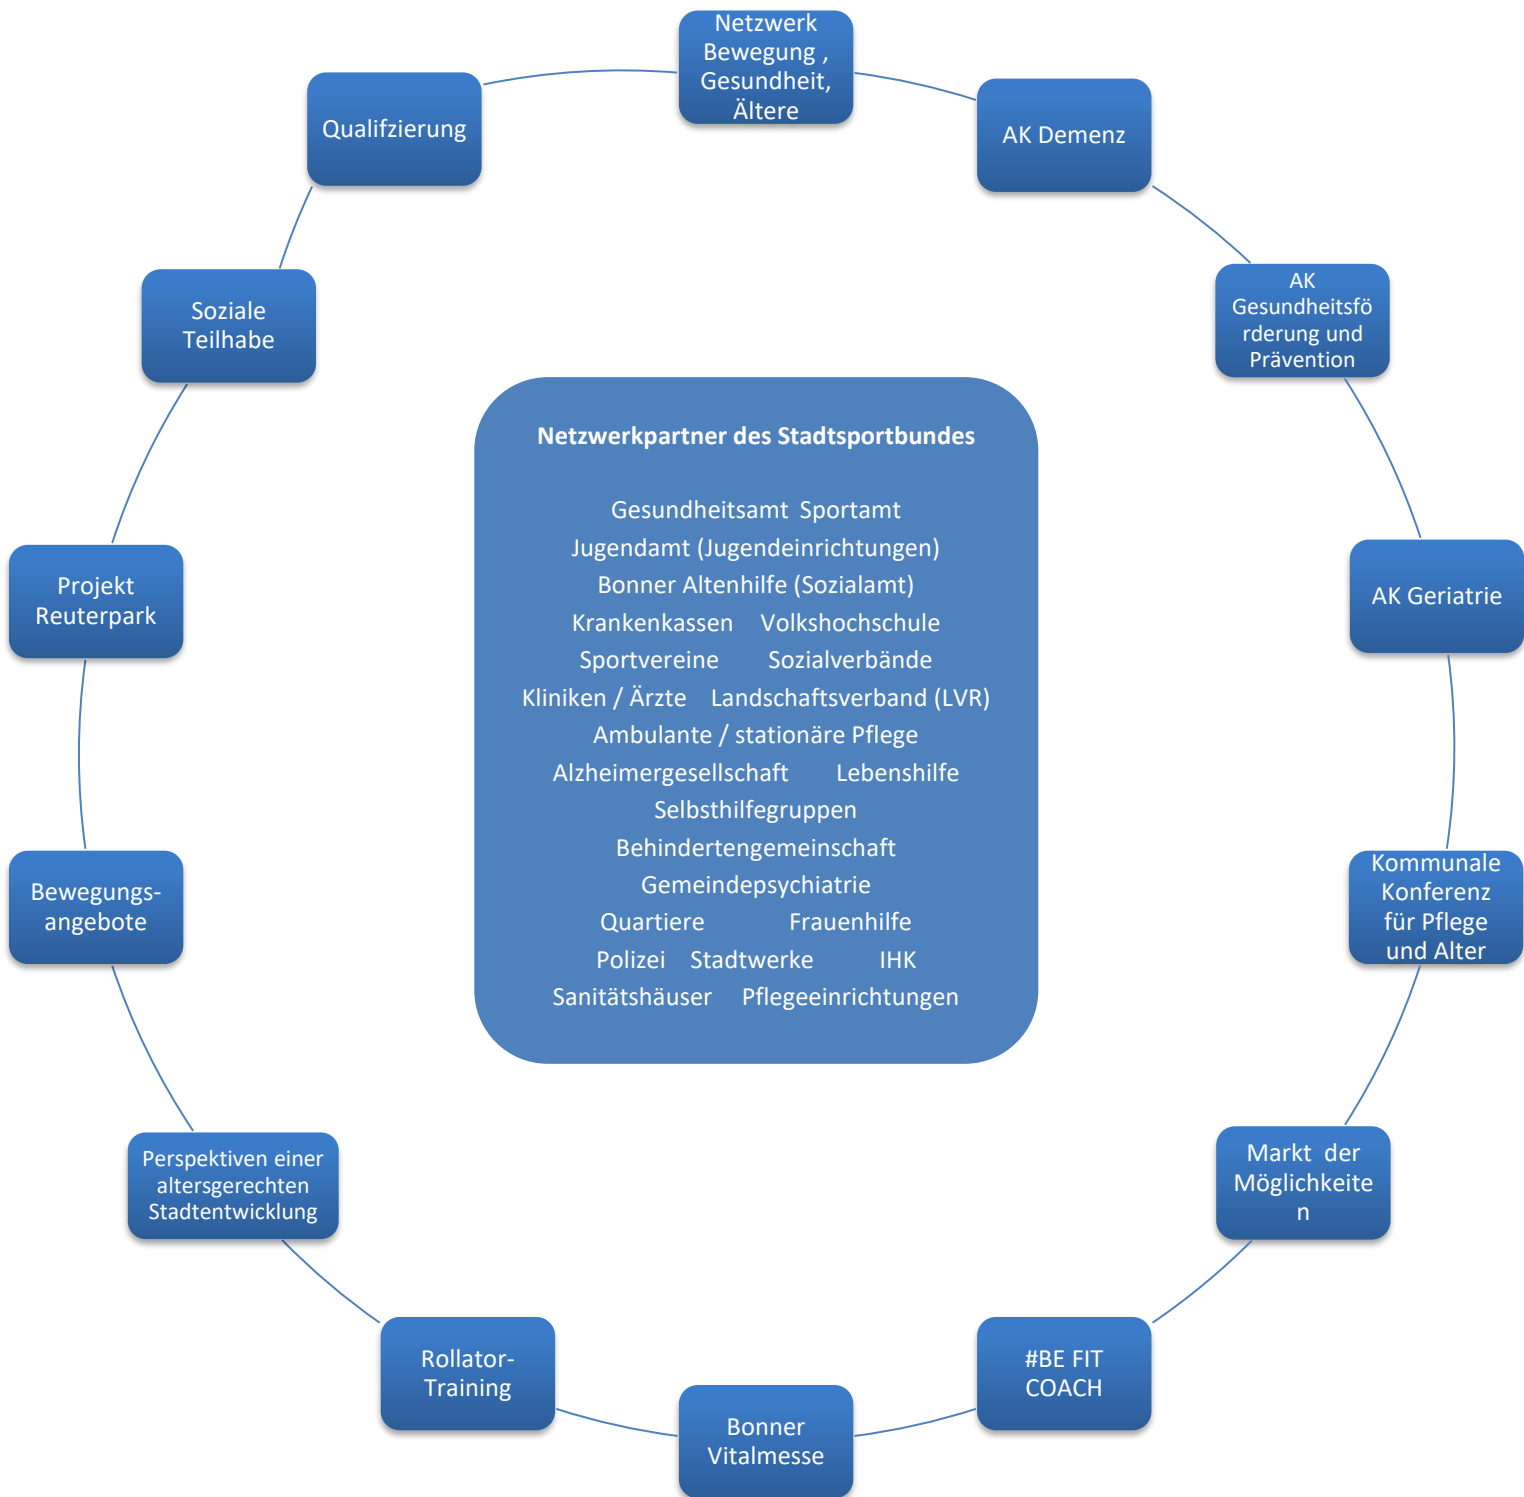 Netzwerk
Bewegung ,
Gesundheit,
Ältere
AK Demenz
AK
Gesundheitsfö
rderung und
Prävention
AK Geriatrie
Kommunale
Konferenz
für Pflege
und Alter
Markt der
Möglichkeite
n
#BE FIT
COACH
Bonner
Vitalmesse
Rollator-
Training
Perspektiven einer
altersgerechten
Stadtentwicklung
Bewegungs-
angebote
Projekt
Reuterpark
Soziale
Teilhabe
Qualifzierung
Netzwerkpartner des Stadtsportbundes
Gesundheitsamt Sportamt
Jugendamt (Jugendeinrichtungen)
Bonner Altenhilfe (Sozialamt)
Krankenkassen Volkshochschule
Sportvereine Sozialverbände
Kliniken / Ärzte Landschaftsverband (LVR)
Ambulante / stationäre Pflege
Alzheimergesellschaft Lebenshilfe
Selbsthilfegruppen
Behindertengemeinschaft
Gemeindepsychiatrie
Quartiere Frauenhilfe
Polizei Stadtwerke IHK
Sanitätshäuser Pflegeeinrichtungen